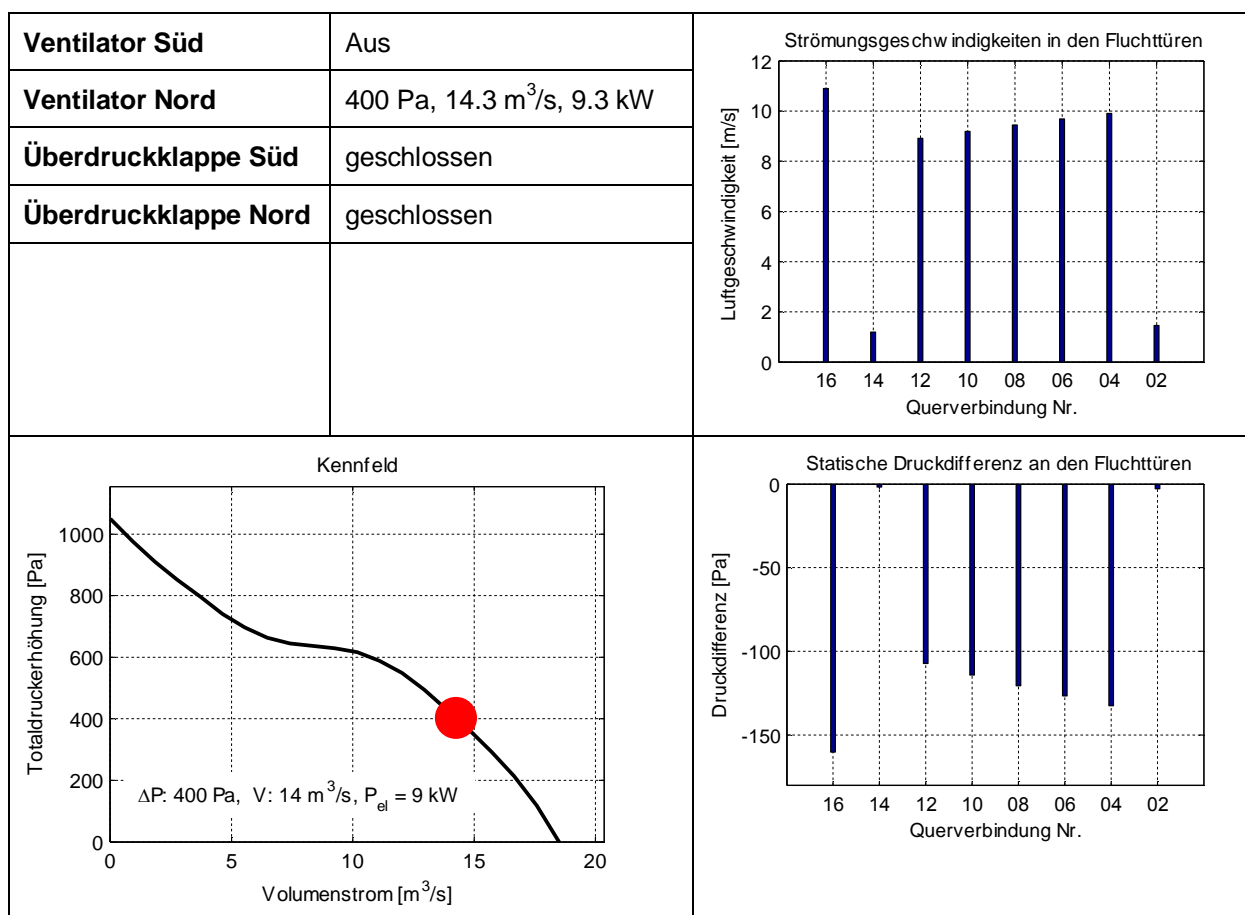 Ventilator Süd Aus
Ventilator Nord 400 Pa, 14.3 m³/s, 9.3 kW
Überdruckklappe Süd geschlossen
Überdruckklappe Nord geschlossen
Strömungsgeschwindigkeiten in den Fluchttüren
12
10
8
6
4
2
0
Luftgeschwindigkeit [m/s]
16 14 12 10 08 06 04 02
Querverbindung Nr.
Kennfeld
1000
800
600
400
200
0
Totaldruckerhöhung [Pa]
ΔP: 400 Pa, V: 14 m³/s, Pel = 9 kW
0 5 10 15 20
Volumenstrom [m³/s]
Statische Druckdifferenz an den Fluchttüren
0
-50
-100
-150
Druckdifferenz [Pa]
16 14 12 10 08 06 04 02
Querverbindung Nr.